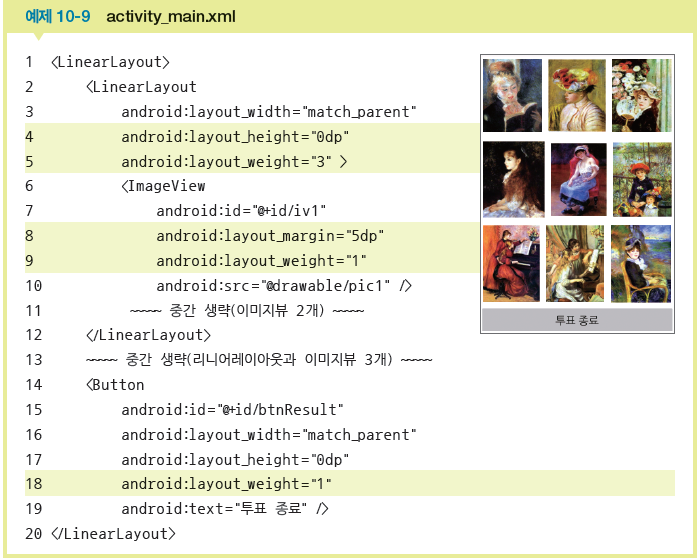 예제 10-9 activity_main.xml
1 <LinearLayout>
2 <LinearLayout
3 android:layout_width="match_parent"
4 android:layout_height="0dp"
5 android:layout_weight="3" >
6 <ImageView
7 android:id="@+id/iv1"
8 android:layout_margin="5dp"
9 android:layout_weight="1"
10 android:src="@drawable/pic1" />
11 ~~~~ 중간 생략(이미지뷰 2개) ~~~~
12 </LinearLayout>
13 ~~~~ 중간 생략(리니어레이아웃과 이미지뷰 3개) ~~~~
14 <Button
15 android:id="@+id/btnResult"
16 android:layout_width="match_parent"
17 android:layout_height="0dp"
18 android:layout_weight="1"
19 android:text="투표 종료" />
20 </LinearLayout>
투표 종료